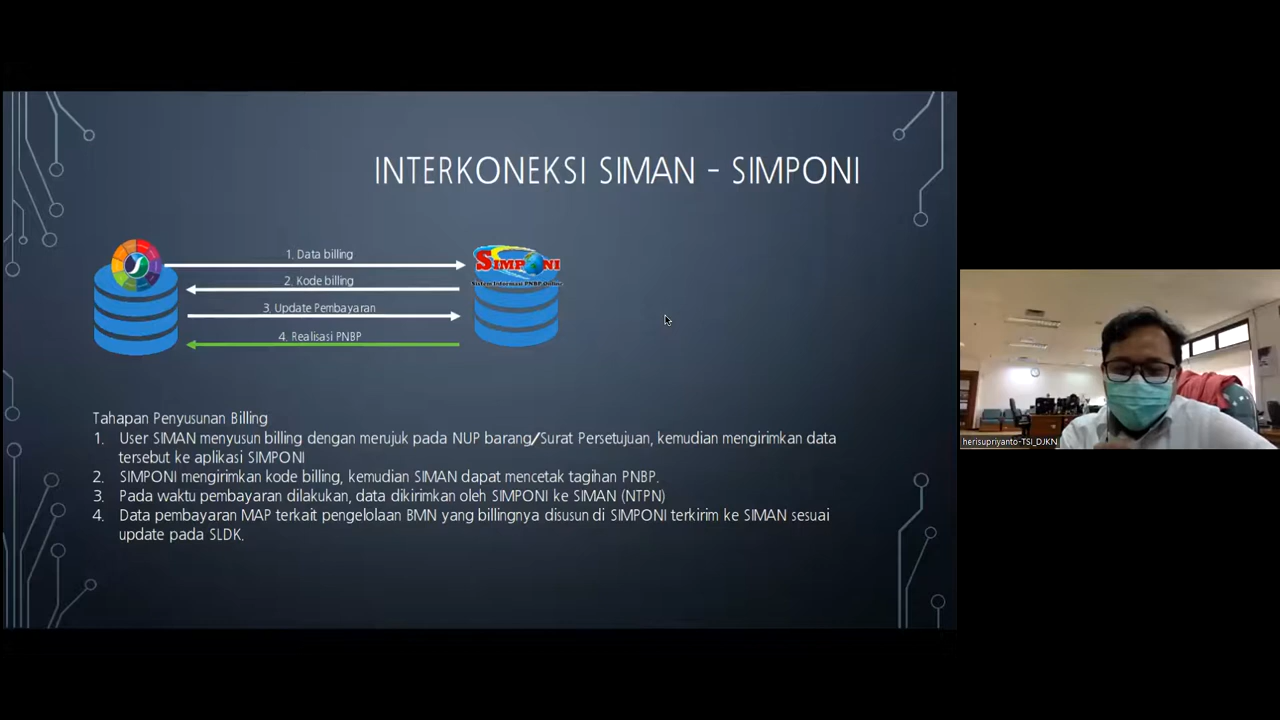 INTERKONEKSI SIMAN - SIMPONI
1. Data billing
2. Kode billing
3. Update Pembayaran
4. Realisasi PNBP
SIMPONI
Sistem Informasi PNBP Online
Tahapan Penyusunan Billing
1. User SIMAN menyusun billing dengan merujuk pada NUP barang/Surat Persetujuan, kemudian mengirimkan data
tersebut ke aplikasi SIMPONI
2. SIMPONI mengirimkan kode billing, kemudian SIMAN dapat mencetak tagihan PNBP.
3. Pada waktu pembayaran dilakukan, data dikirimkan oleh SIMPONI ke SIMAN (NTPN)
4. Data pembayaran MAP terkait pengelolaan BMN yang billingnya disusun di SIMPONI terkirim ke SIMAN sesuai
update pada SLDK.
herisupriyanto-TSI_DJKN